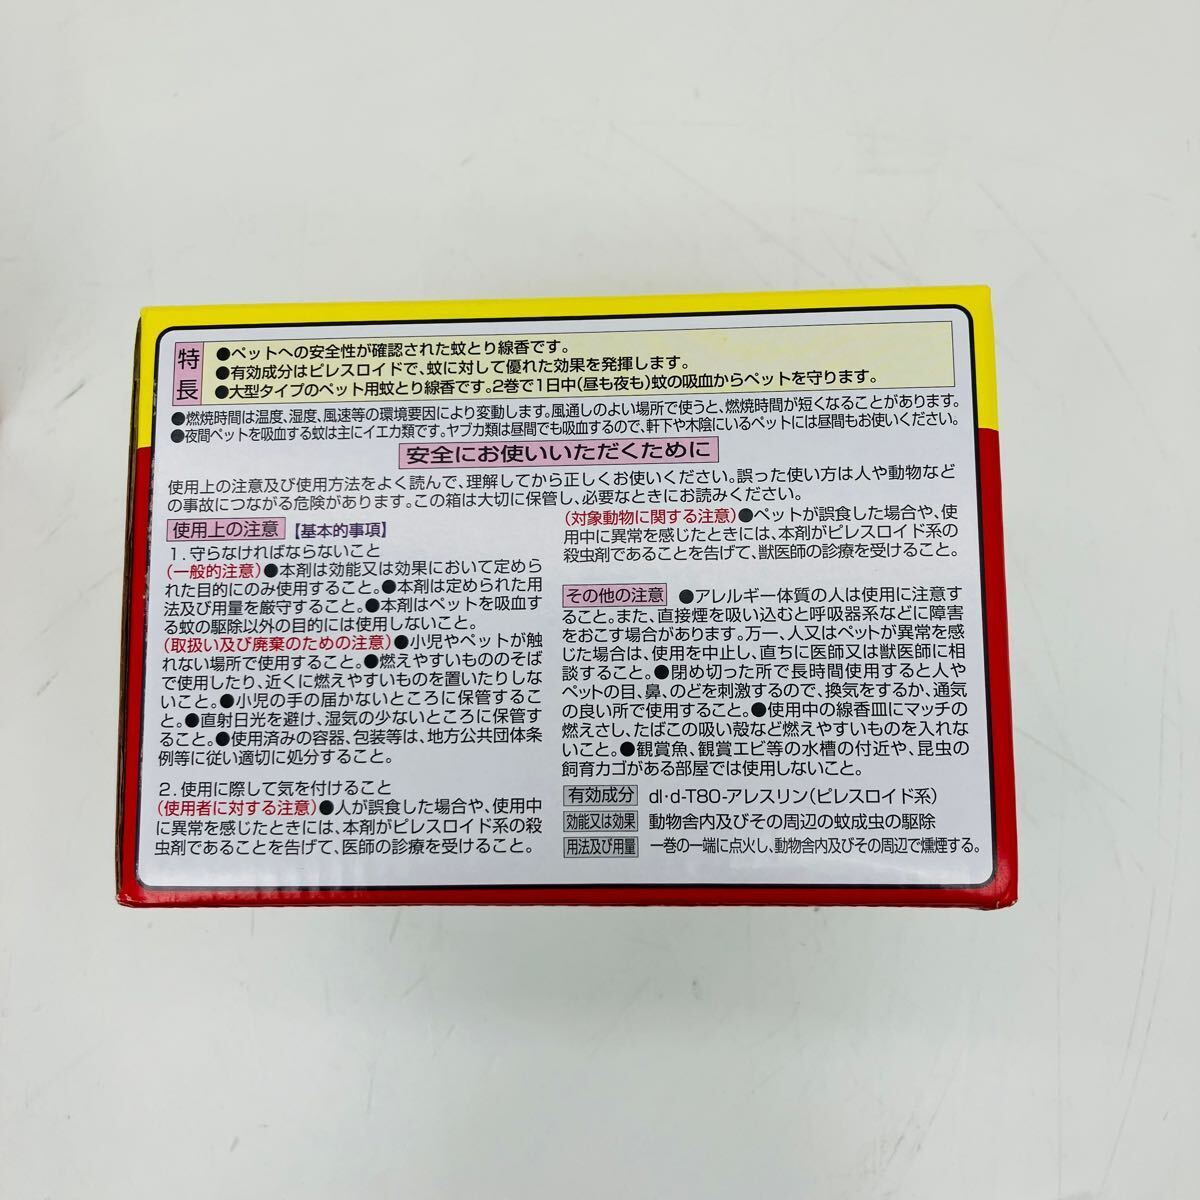 特長
●ペットへの安全性が確認された蚊とり線香です。
●有効成分はピレスロイドで、蚊に対して優れた効果を発揮します。
●大型タイプのペット用蚊とり線香です。2巻で1日中(昼も夜も)蚊の吸血からペットを守ります。
●燃焼時間は温度、湿度、風速等の環境要因により変動します。風通しのよい場所で使うと、燃焼時間が短くなることがあります。
●夜間ペットを吸血する蚊は主にイエカ類です。ヤブカ類は昼間でも吸血するので、軒下や木陰にいるペットには昼間もお使いください。
安全にお使いいただくために
使用上の注意及び使用方法をよく読んで、理解してから正しくお使いください。誤った使い方は人や動物など
の事故につながる危険があります。この箱は大切に保管し、必要なときにお読みください。
使用上の注意 【基本的事項】
1. 守らなければならないこと
(一般的注意)●本剤は効能又は効果において定めら
れた目的にのみ使用すること。●本剤は定められた用
法及び用量を厳守すること。●本剤はペットを吸血す
る蚊の駆除以外の目的には使用しないこと。
(取扱い及び廃棄のための注意)●小児やペットが触
れない場所で使用すること。●燃えやすいもののそば
で使用したり、近くに燃えやすいものを置いたりしな
いこと。●小児の手の届かないところに保管するこ
と。●直射日光を避け、湿気の少ないところに保管す
ること。●使用済みの容器、包装等は、地方公共団体条
例等に従い適切に処分すること。
2. 使用に際して気を付けること
(使用者に対する注意)●人が誤食した場合や、使用中
に異常を感じたときには、本剤がピレスロイド系の殺
虫剤であることを告げて、医師の診療を受けること。
(対象動物に関する注意)●ペットが誤食した場合や、使
用中に異常を感じたときには、本剤がピレスロイド系の
殺虫剤であることを告げて、獣医師の診療を受けること。
その他の注意 ●アレルギー体質の人は使用に注意す
ること。また、直接煙を吸い込むと呼吸器系などに障害
をおこす場合があります。万一、人又はペットが異常を感
じた場合は、使用を中止し、直ちに医師又は獣医師に相
談すること。●閉め切った所で長時間使用すると人や
ペットの目、鼻、のどを刺激するので、換気をするか、通気
の良い所で使用すること。●使用中の線香皿にマッチの
燃えさし、たばこの吸い殻など燃えやすいものを入れな
いこと。●観賞魚、観賞エビ等の水槽の付近や、昆虫の
飼育カゴがある部屋では使用しないこと。
有効成分 dl・d-T80-アレスリン(ピレスロイド系)
効能又は効果 動物舎内及びその周辺の蚊成虫の駆除
用法及び用量 一巻の一端に点火し、動物舎内及びその周辺で燻煙する。